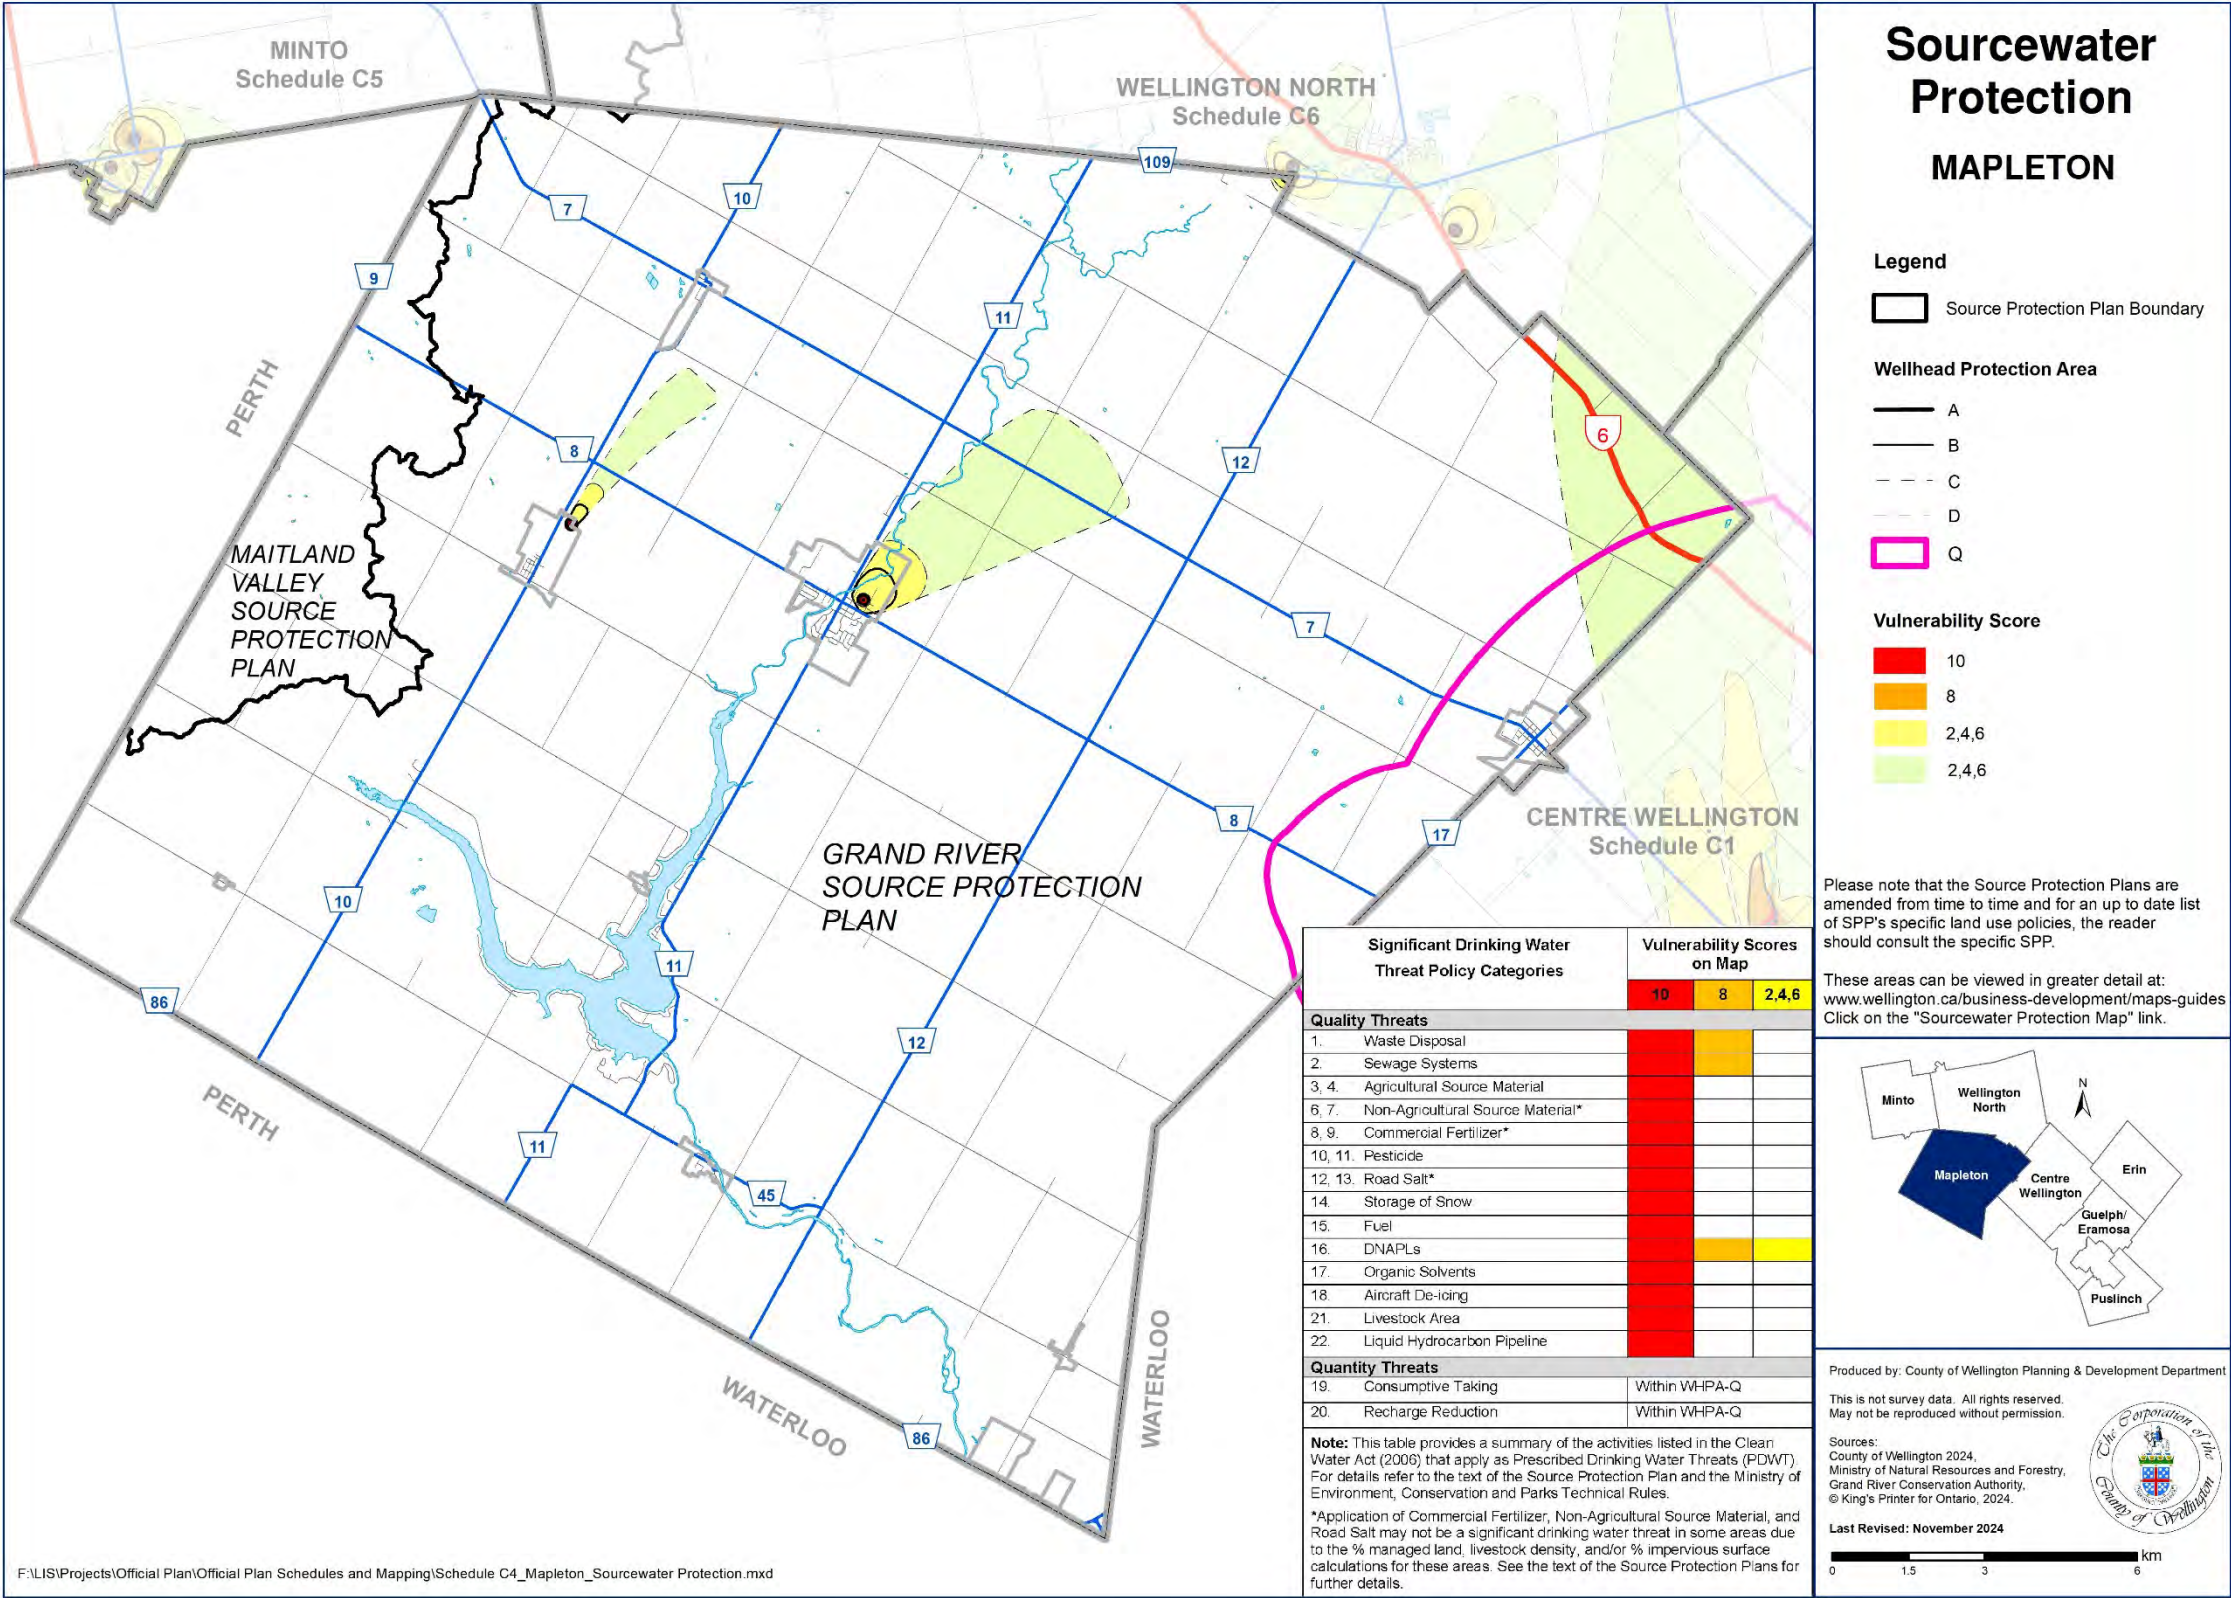 MINTO
Schedule C5
WELLINGTON NORTH
Schedule C6
109
7
10
9
11
PERTH
8
12
6
MAITLAND
VALLEY
SOURCE
PROTECTION
PLAN
7
GRAND RIVER
SOURCE PROTECTION
PLAN
8
17
CENTRE WELLINGTON
Schedule C1
10
11
86
12
PERTH
11
45
WATERLOO
86
WATERLOO
F:\LIS\Projects\Official Plan\Official Plan Schedules and Mapping\Schedule C4_Mapleton_Sourcewater Protection.mxd
Significant Drinking Water
Threat Policy Categories
Vulnerability Scores
on Map
10 8 2,4,6
Quality Threats
1. Waste Disposal
2. Sewage Systems
3, 4. Agricultural Source Material
6, 7. Non-Agricultural Source Material*
8, 9. Commercial Fertilizer*
10, 11. Pesticide
12, 13. Road Salt*
14. Storage of Snow
15. Fuel
16. DNAPLs
17. Organic Solvents
18. Aircraft De-icing
21. Livestock Area
22. Liquid Hydrocarbon Pipeline
Quantity Threats
19. Consumptive Taking Within WHPA-Q
20. Recharge Reduction Within WHPA-Q
Note: This table provides a summary of the activities listed in the Clean
Water Act (2006) that apply as Prescribed Drinking Water Threats (PDWT)
For details refer to the text of the Source Protection Plan and the Ministry of
Environment, Conservation and Parks Technical Rules.
*Application of Commercial Fertilizer, Non-Agricultural Source Material, and
Road Salt may not be a significant drinking water threat in some areas due
to the % managed land, livestock density, and/or % impervious surface
calculations for these areas. See the text of the Source Protection Plans for
further details.
Sourcewater
Protection
MAPLETON
Legend
Source Protection Plan Boundary
Wellhead Protection Area
A
B
C
D
Q
Vulnerability Score
10
8
2,4,6
2,4,6
Please note that the Source Protection Plans are
amended from time to time and for an up to date list
of SPP's specific land use policies, the reader
should consult the specific SPP.
These areas can be viewed in greater detail at:
www.wellington.ca/business-development/maps-guides
Click on the "Sourcewater Protection Map" link.
Minto
Wellington
North
N
Mapleton
Centre
Wellington
Erin
Guelph/
Eramosa
Puslinch
Produced by: County of Wellington Planning & Development Department
This is not survey data. All rights reserved.
May not be reproduced without permission.
Sources:
County of Wellington 2024,
Ministry of Natural Resources and Forestry,
Grand River Conservation Authority,
© King's Printer for Ontario, 2024.
Last Revised: November 2024
The Corporation of the
County of Wellington
km
0 1.5 3 6